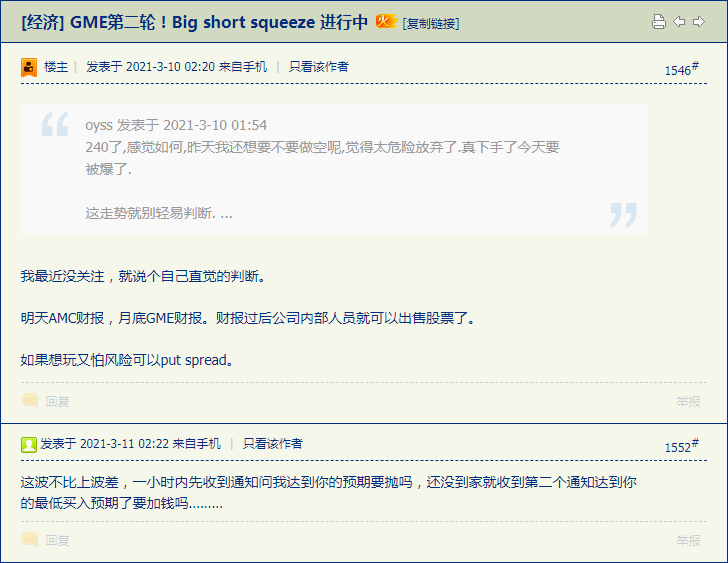 [经济] GME第二轮！Big short squeeze 进行中 火 [复制链接]
楼主 | 发表于 2021-3-10 02:20 来自手机 | 只看该作者 1546#
oyss 发表于 2021-3-10 01:54
240了,感觉如何,昨天我还想要不要做空呢,觉得太危险放弃了.真下手了今天要
被爆了.
这走势就别轻易判断. ...
我最近没关注，就说个自己直觉的判断。
明天AMC财报，月底GME财报。财报过后公司内部人员就可以出售股票了。
如果想玩又怕风险可以put spread。
回复 举报
发表于 2021-3-11 02:22 来自手机 | 只看该作者 1552#
这波不比上波差，一小时内先收到通知问我达到你的预期要抛吗，还没到家就收到第二个通知达到你
的最低买入预期了要加钱吗.........
回复 举报